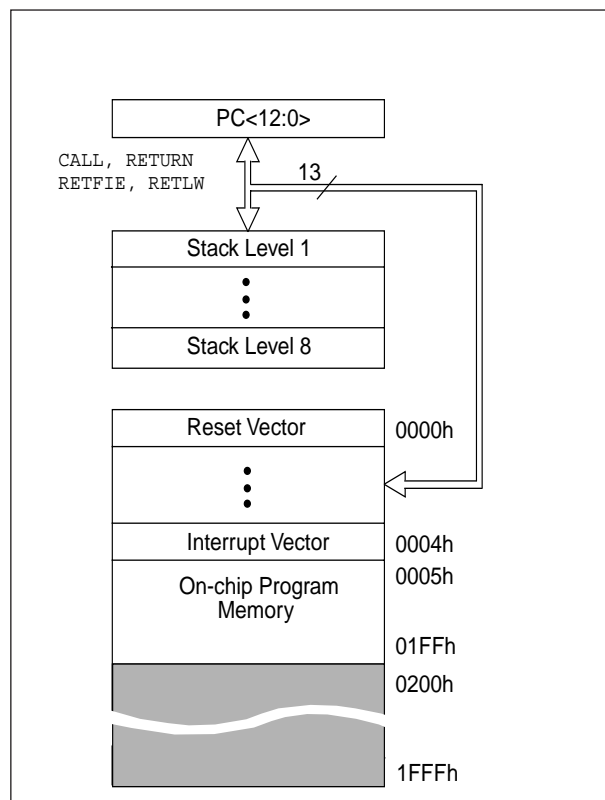 PC<12:0>
CALL, RETURN
RETFIE, RETLW
13
Stack Level 1
Stack Level 8
Reset Vector
0000h
Interrupt Vector
0004h
0005h
On-chip Program
Memory
01FFh
0200h
1FFFh